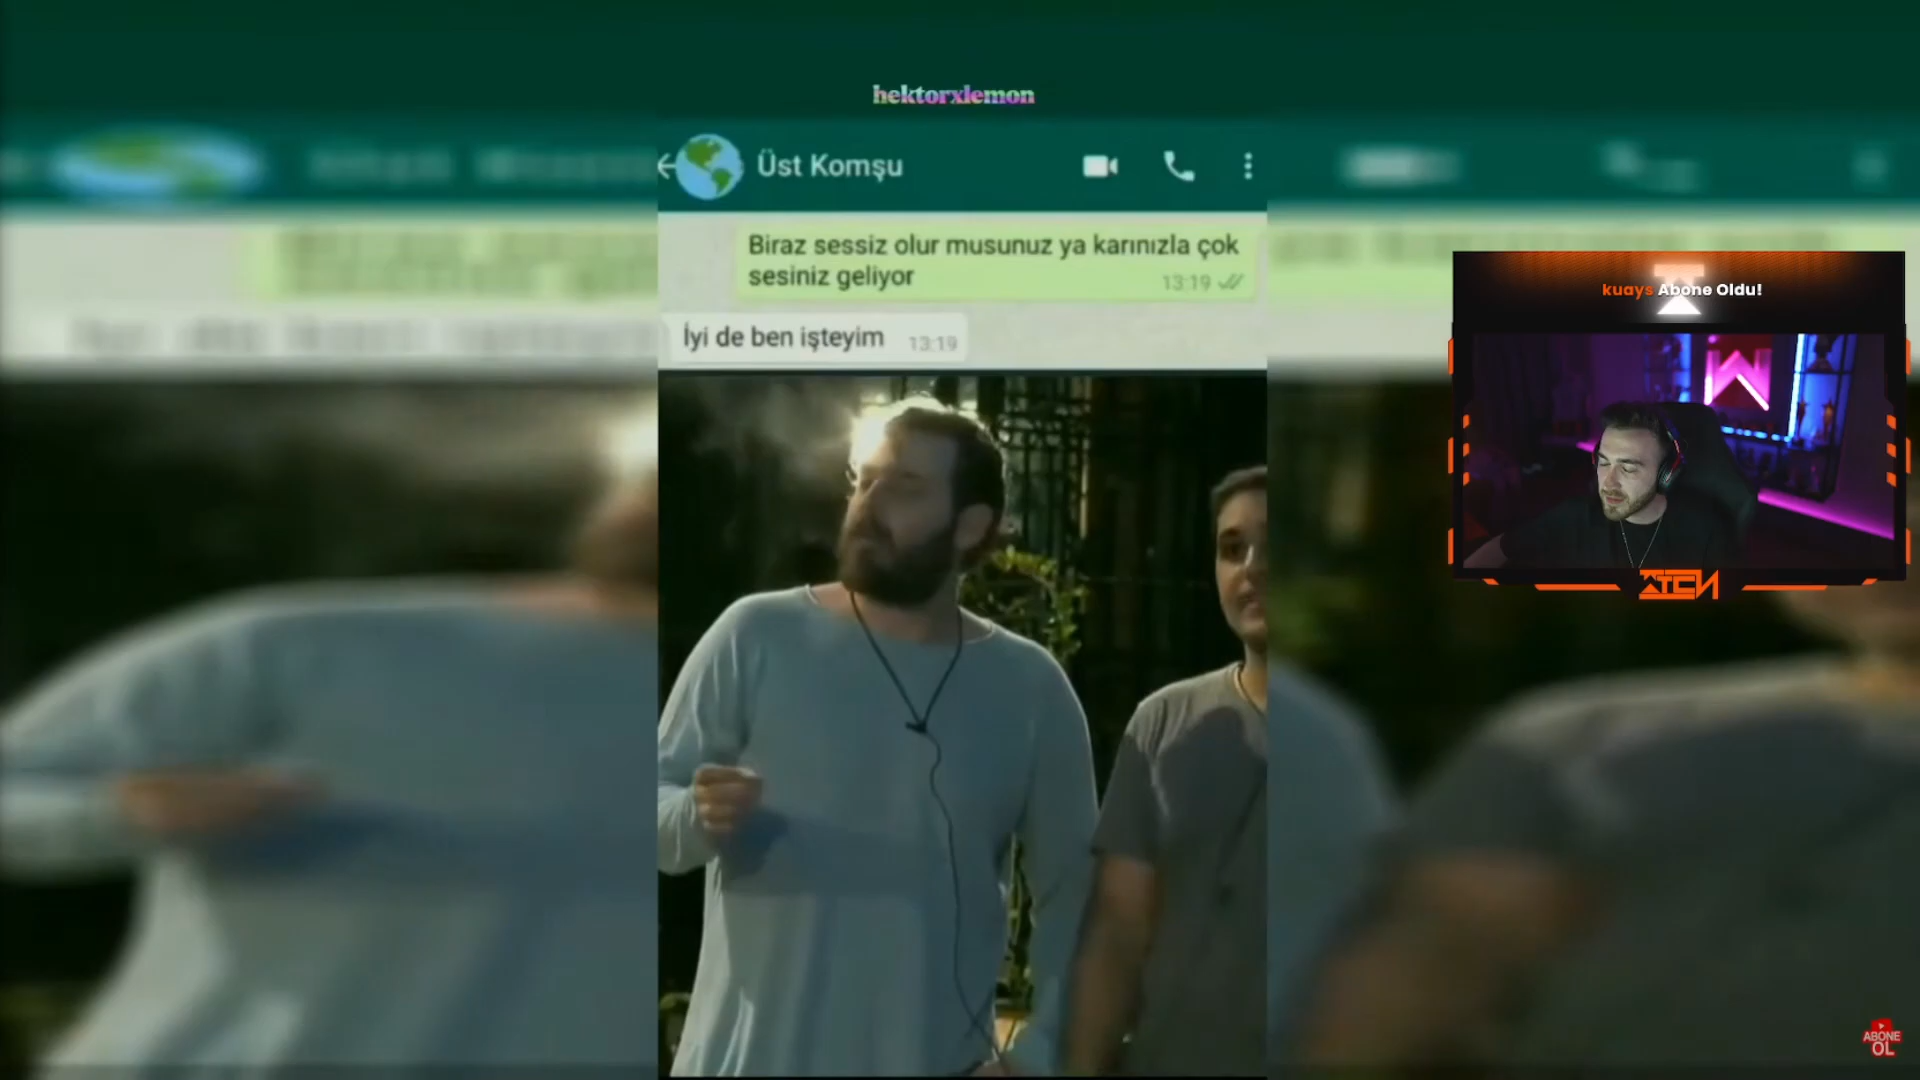 hektorxlemon
Üst Komşu
Biraz sessiz olur musunuz ya karınızla çok
sesiniz geliyor
13:19
İyi de ben işteyim
13:19
kuays Abone Oldu!
WTCN
ABONE
OL